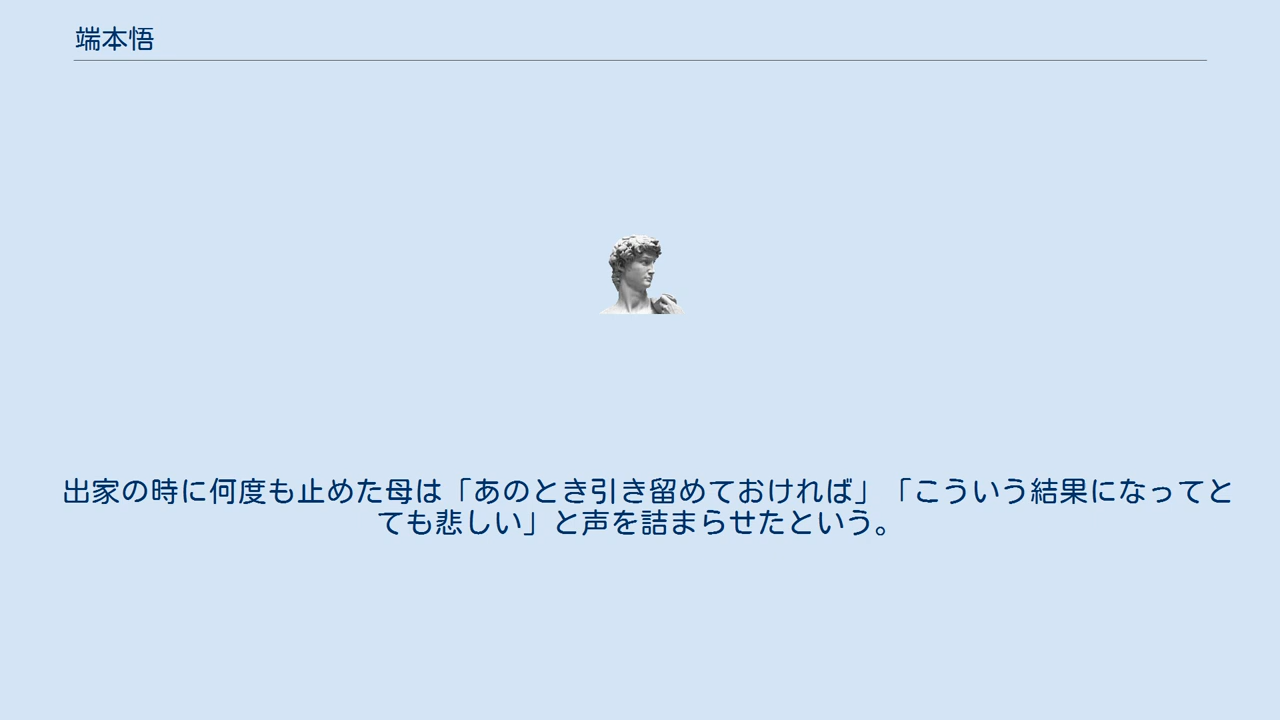 端本悟
出家の時に何度も止めた母は「あのとき引き留めておければ」「こういう結果になってと
ても悲しい」と声を詰まらせたという。